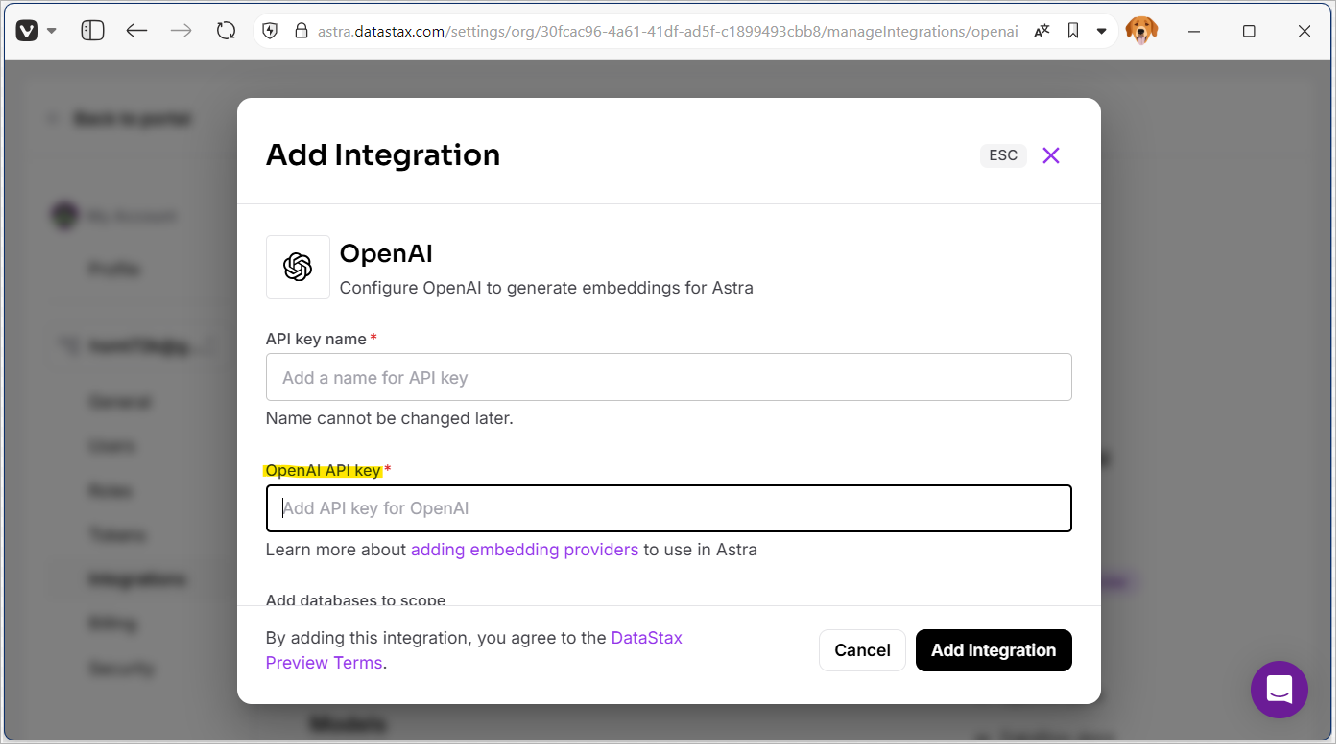 astra.datastax.com/settings/org/30fcac96-4a61-41df-ad5f-c1899493cbb8/manageIntegrations/openai
Back to portal
My Account
Profile
General
Users
Roles
Tokens
Integrations
Billing
Security
Add Integration
ESC
OpenAI
Configure OpenAI to generate embeddings for Astra
API key name *
Add a name for API key
Name cannot be changed later.
OpenAI API key *
Add API key for OpenAI
Learn more about adding embedding providers to use in Astra
Add databases to scope
By adding this integration, you agree to the DataStax
Preview Terms.
Cancel
Add Integration
Models